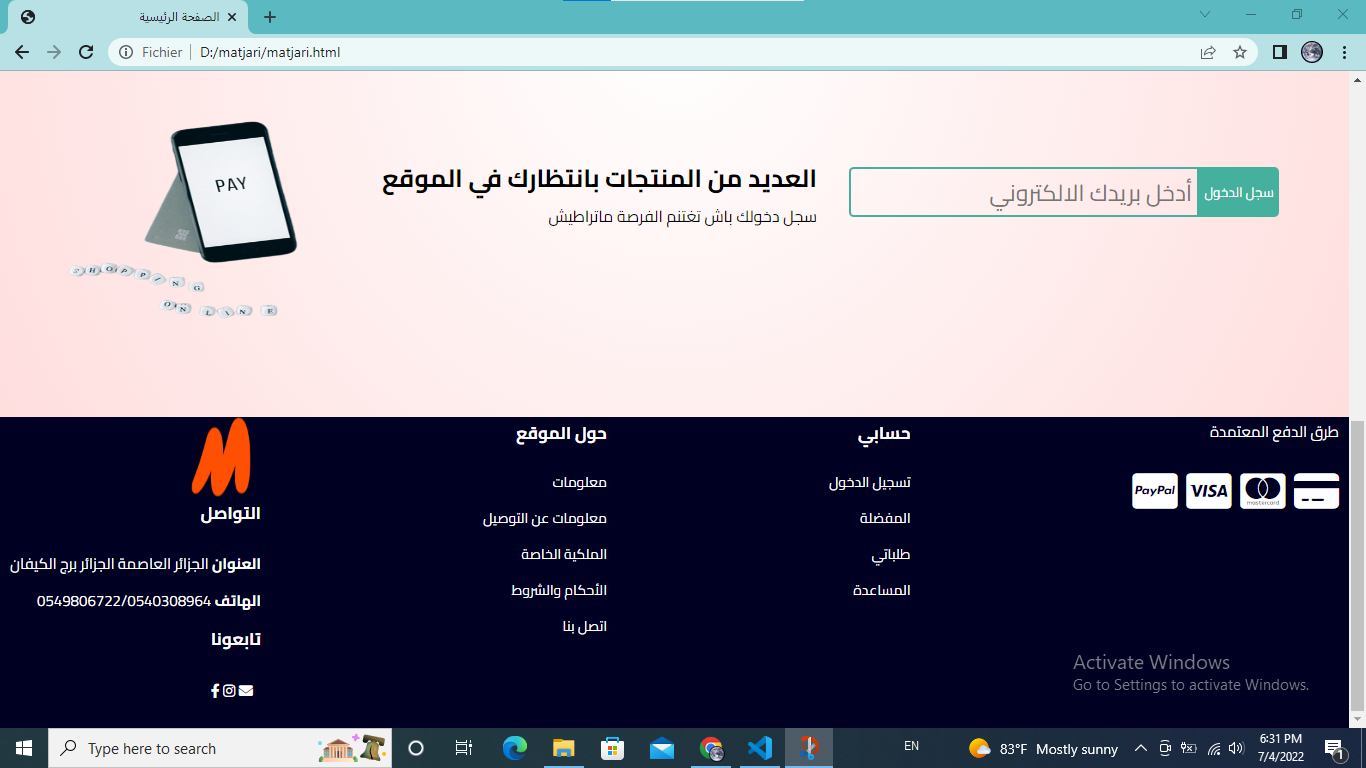 الصفحة الرئيسية
Fichier
D:/matjari/matjari.html
PAY
SHOPPING
ONLINE
العديد من المنتجات بانتظارك في الموقع
سجل دخولك باش تغتنم الفرصة ماتراطيش
أدخل بريدك الالكتروني
سجل الدخول
التواصل
العنوان الجزائر العاصمة الجزائر برج الكيفان
الهاتف 0549806722/0540308964
تابعونا
حول الموقع
معلومات
معلومات عن التوصيل
الملكية الخاصة
الأحكام والشروط
اتصل بنا
حسابي
تسجيل الدخول
المفضلة
طلباتي
المساعدة
طرق الدفع المعتمدة
PayPal
VISA
mastercard
Activate Windows
Go to Settings to activate Windows.
Type here to search
EN
83°F Mostly sunny
6:31 PM
7/4/2022
1